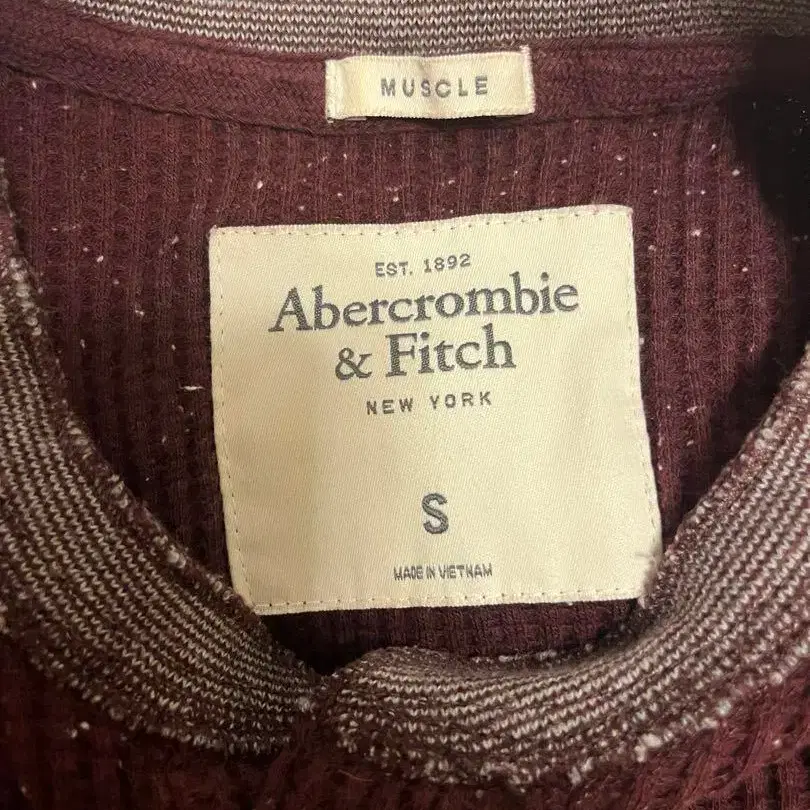 MUSCLE
EST. 1892
Abercrombie
& Fitch
NEW YORK
S
MADE IN VIETNAM